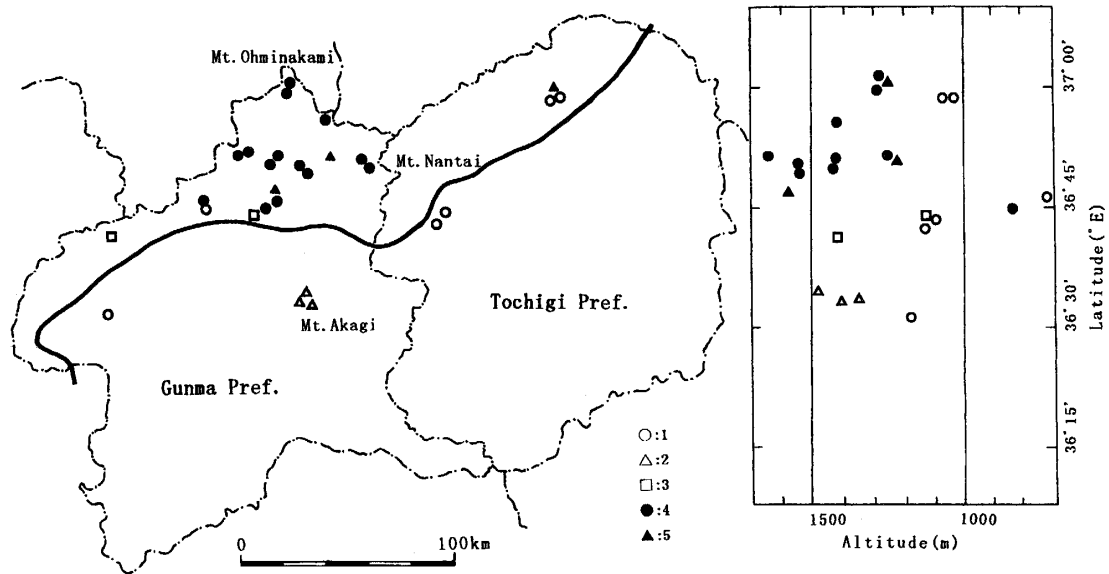 Mt.Ohminakami
Mt.Nantai
Mt.Akagi
Tochigi Pref.
Gunma Pref.
○:1
△:2
□:3
●:4
▲:5
0 100km
37° 00'
36° 45'
36° 30'
36° 15'
Latitude(°E)
1500 1000
Altitude(m)